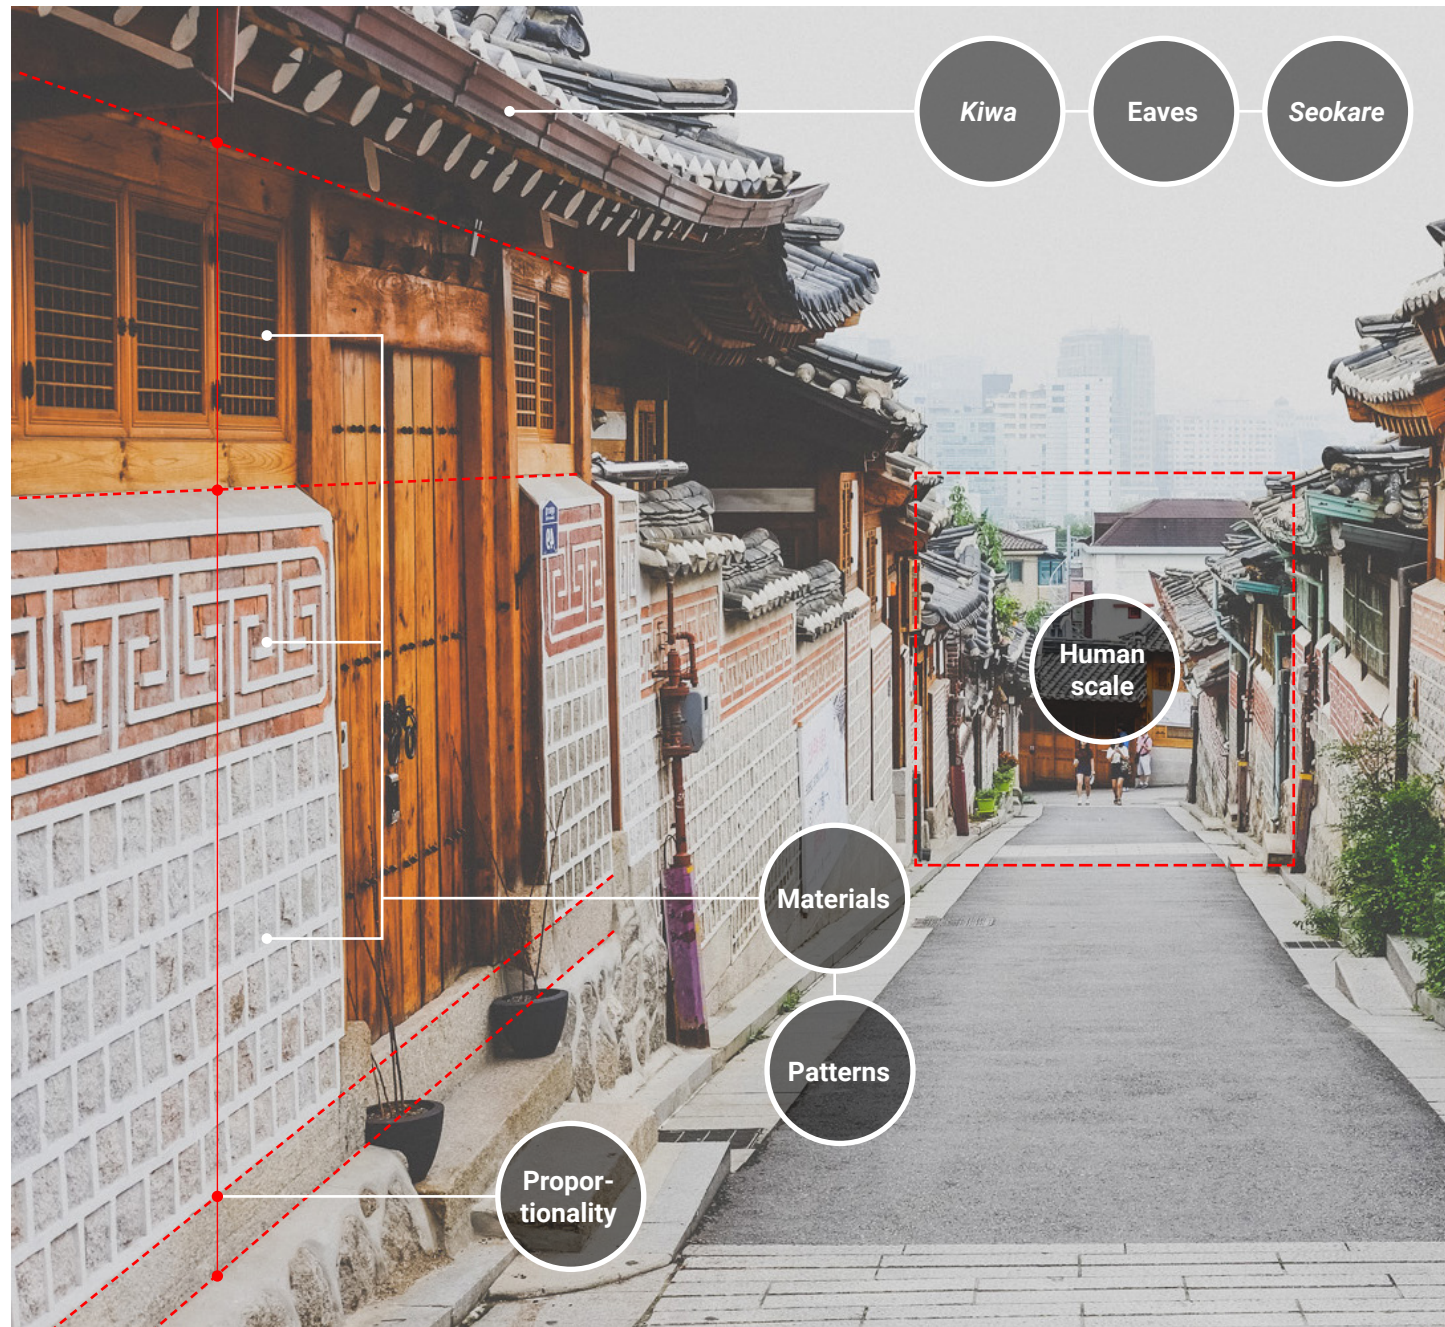 Kiwa
Eaves
Seokare
Human
scale
Materials
Patterns
Propor-
tionality